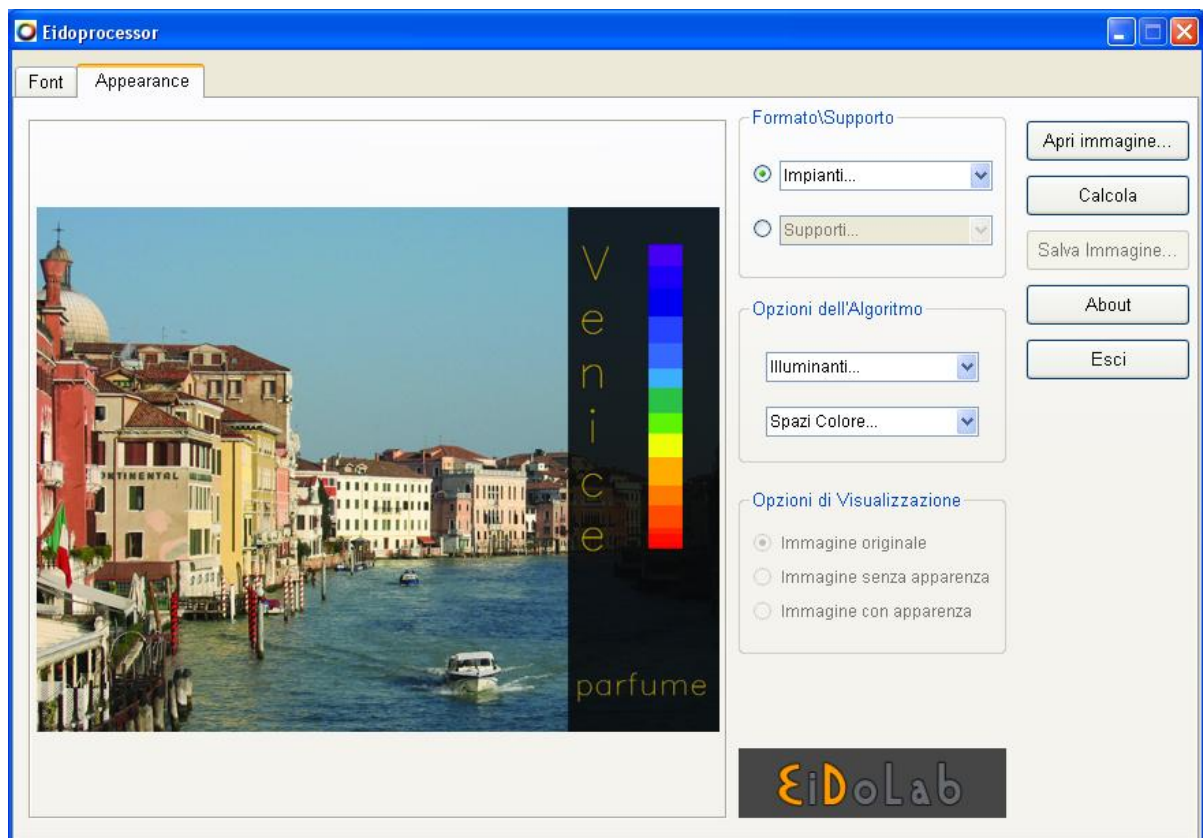 Eidoprocessor
Font
Appearance
V
e
n
i
c
e
parfume
Formato\Supporto
Impianti...
Supporti...
Opzioni dell'Algoritmo
Illuminanti...
Spazi Colore...
Opzioni di Visualizzazione
Immagine originale
Immagine senza apparenza
Immagine con apparenza
EiDoLab
Apri immagine...
Calcola
Salva Immagine...
About
Esci